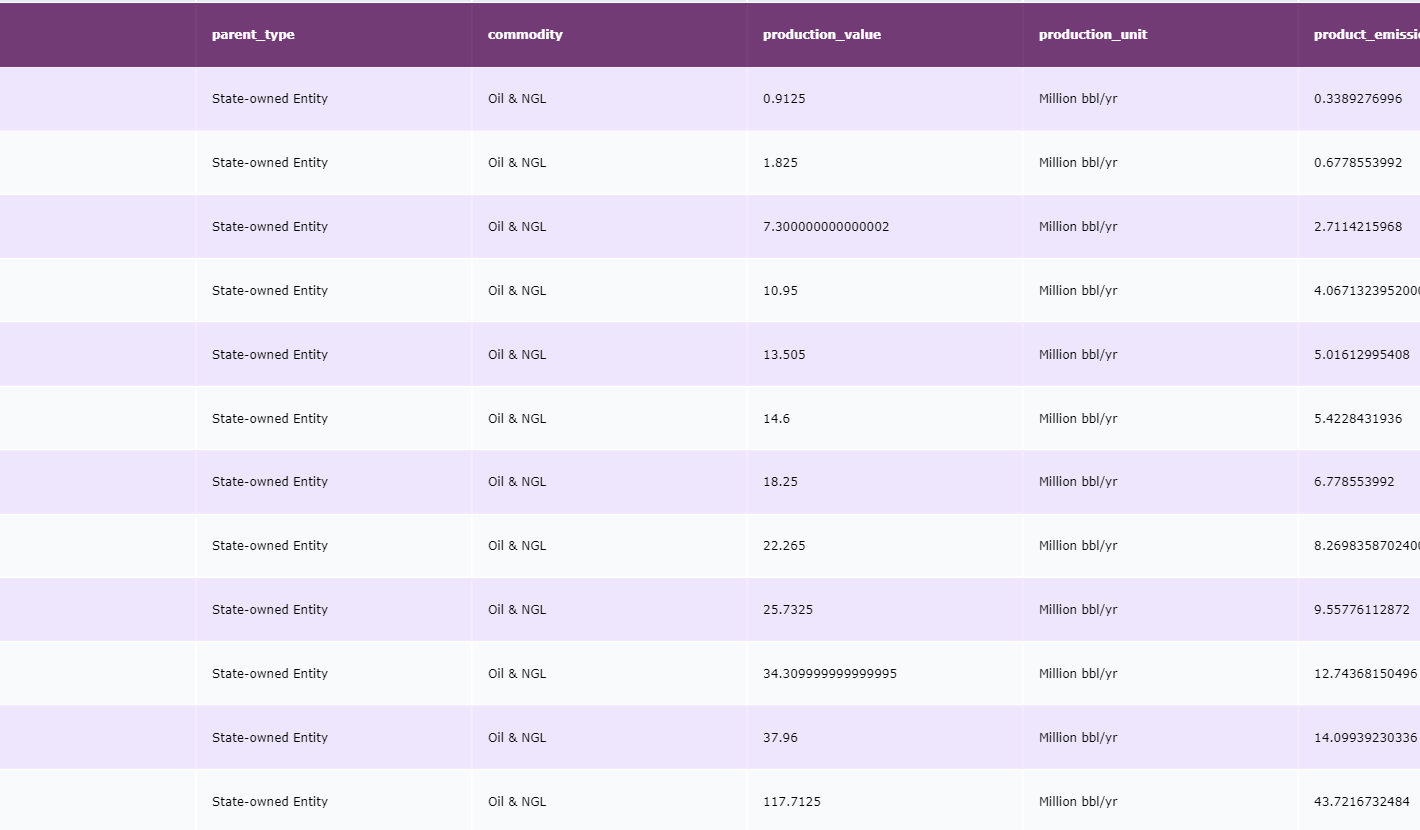 parent_type commodity production_value production_unit product_emissi
State-owned Entity Oil & NGL 0.9125 Million bbl/yr 0.3389276996
State-owned Entity Oil & NGL 1.825 Million bbl/yr 0.6778553992
State-owned Entity Oil & NGL 7.300000000000002 Million bbl/yr 2.7114215968
State-owned Entity Oil & NGL 10.95 Million bbl/yr 4.067132395200
State-owned Entity Oil & NGL 13.505 Million bbl/yr 5.01612995408
State-owned Entity Oil & NGL 14.6 Million bbl/yr 5.4228431936
State-owned Entity Oil & NGL 18.25 Million bbl/yr 6.778553992
State-owned Entity Oil & NGL 22.265 Million bbl/yr 8.269835870240
State-owned Entity Oil & NGL 25.7325 Million bbl/yr 9.55776112872
State-owned Entity Oil & NGL 34.309999999999995 Million bbl/yr 12.74368150496
State-owned Entity Oil & NGL 37.96 Million bbl/yr 14.09939230336
State-owned Entity Oil & NGL 117.7125 Million bbl/yr 43.7216732484